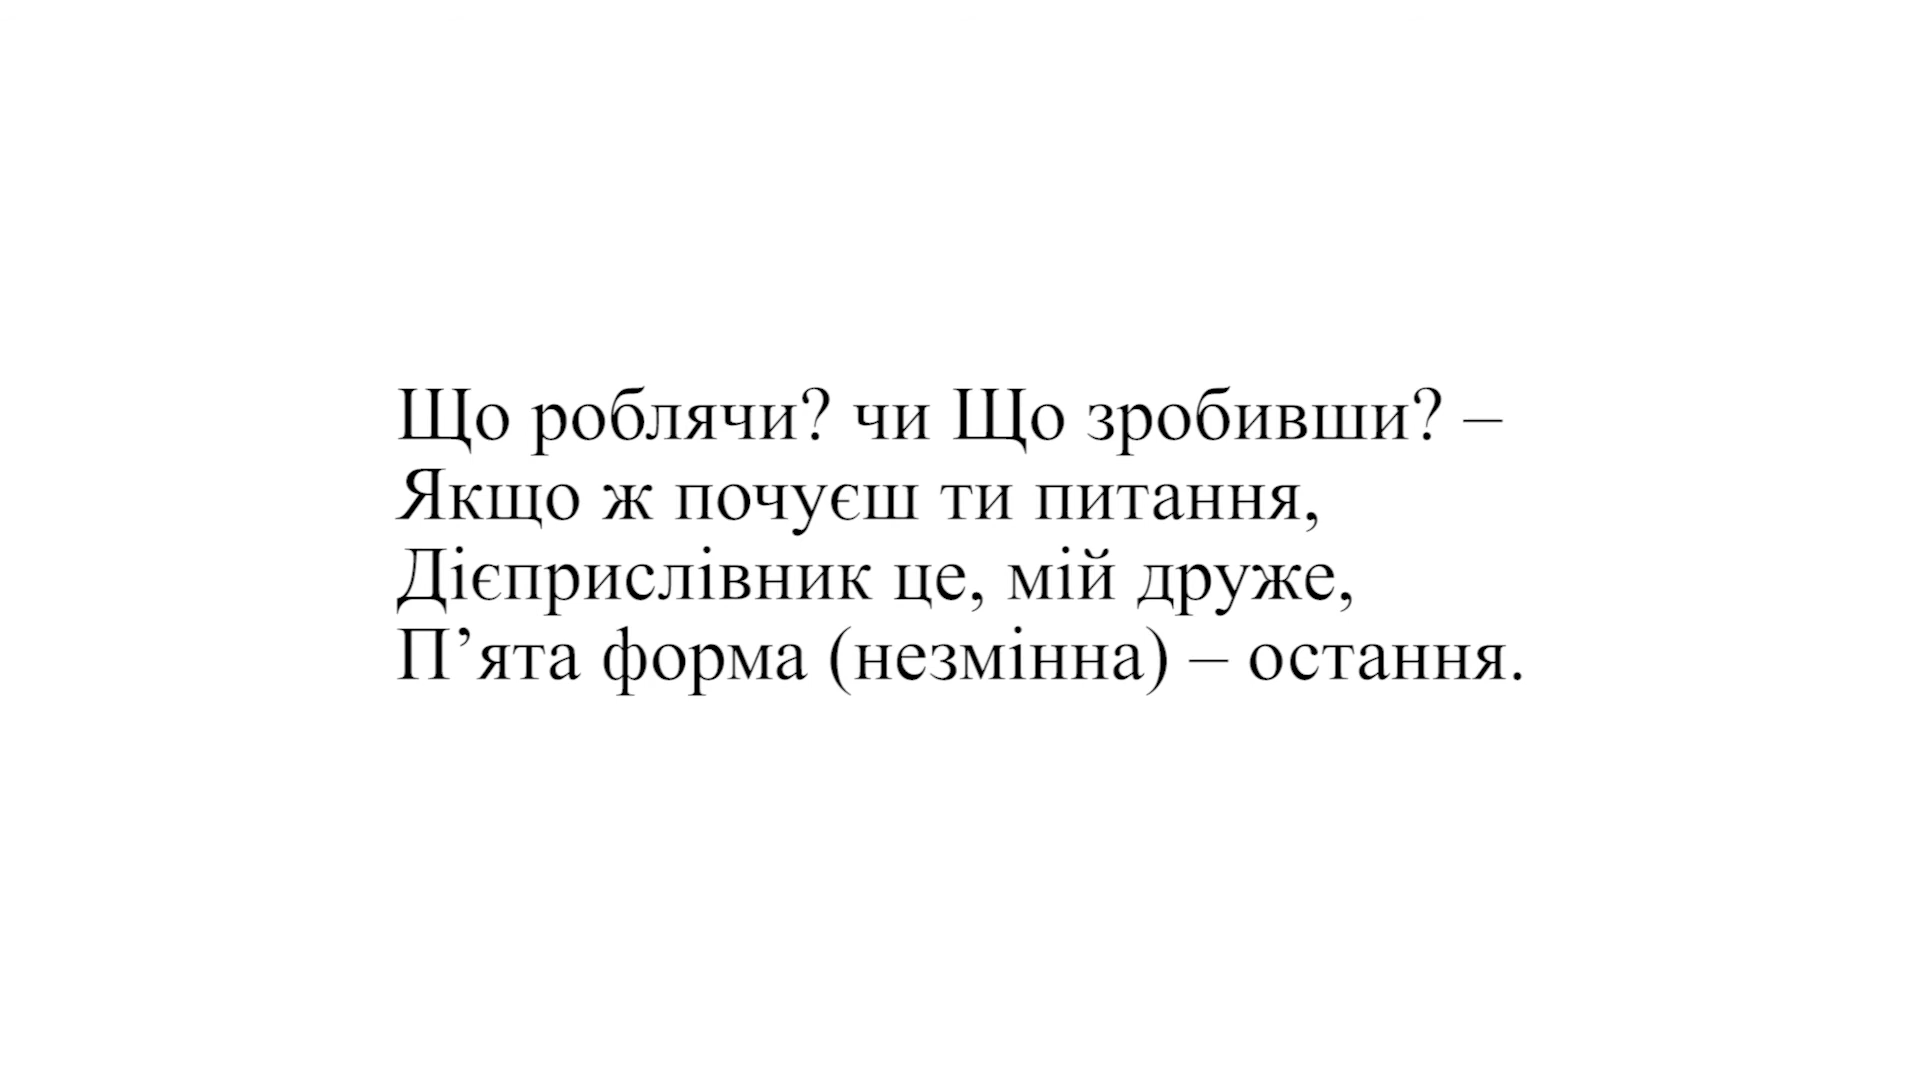 Що роблячи? чи Що зробивши? –
Якщо ж почуєш ти питання,
Дієприслівник це, мій друже,
П’ята форма (незмінна) – остання.